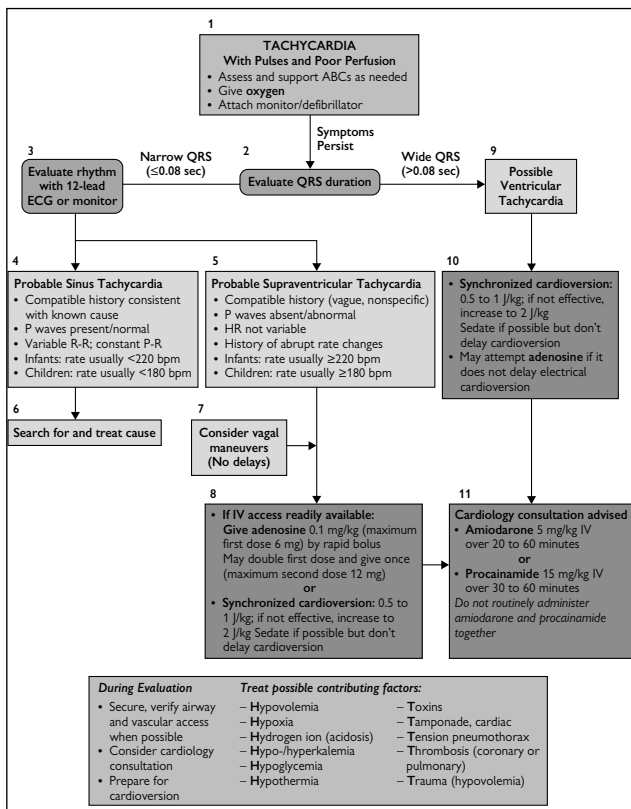 1
TACHYCARDIA
With Pulses and Poor Perfusion
• Assess and support ABCs as needed
• Give oxygen
• Attach monitor/defibrillator
Symptoms
Persist
3
Evaluate rhythm
with 12-lead
ECG or monitor
Narrow QRS
(≤0.08 sec)
2
Evaluate QRS duration
Wide QRS
(>0.08 sec)
9
Possible
Ventricular
Tachycardia
4
Probable Sinus Tachycardia
• Compatible history consistent
with known cause
• P waves present/normal
• Variable R-R; constant P-R
• Infants: rate usually <220 bpm
• Children: rate usually <180 bpm
5
Probable Supraventricular Tachycardia
• Compatible history (vague, nonspecific)
• P waves absent/abnormal
• HR not variable
• History of abrupt rate changes
• Infants: rate usually ≥220 bpm
• Children: rate usually ≥180 bpm
10
• Synchronized cardioversion:
0.5 to 1 J/kg; if not effective,
increase to 2 J/kg
Sedate if possible but don't
delay cardioversion
• May attempt adenosine if it
does not delay electrical
cardioversion
6
Search for and treat cause
7
Consider vagal
maneuvers
(No delays)
8
• If IV access readily available:
Give adenosine 0.1 mg/kg (maximum
first dose 6 mg) by rapid bolus
May double first dose and give once
(maximum second dose 12 mg)
or
• Synchronized cardioversion: 0.5 to
1 J/kg; if not effective, increase to
2 J/kg Sedate if possible but don't
delay cardioversion
11
Cardiology consultation advised
• Amiodarone 5 mg/kg IV
over 20 to 60 minutes
or
• Procainamide 15 mg/kg IV
over 30 to 60 minutes
Do not routinely administer
amiodarone and procainamide
together
During Evaluation
• Secure, verify airway
and vascular access
when possible
• Consider cardiology
consultation
• Prepare for
cardioversion
Treat possible contributing factors:
– Hypovolemia
– Hypoxia
– Hydrogen ion (acidosis)
– Hypo-/hyperkalemia
– Hypoglycemia
– Hypothermia
– Toxins
– Tamponade, cardiac
– Tension pneumothorax
– Thrombosis (coronary or
pulmonary)
– Trauma (hypovolemia)